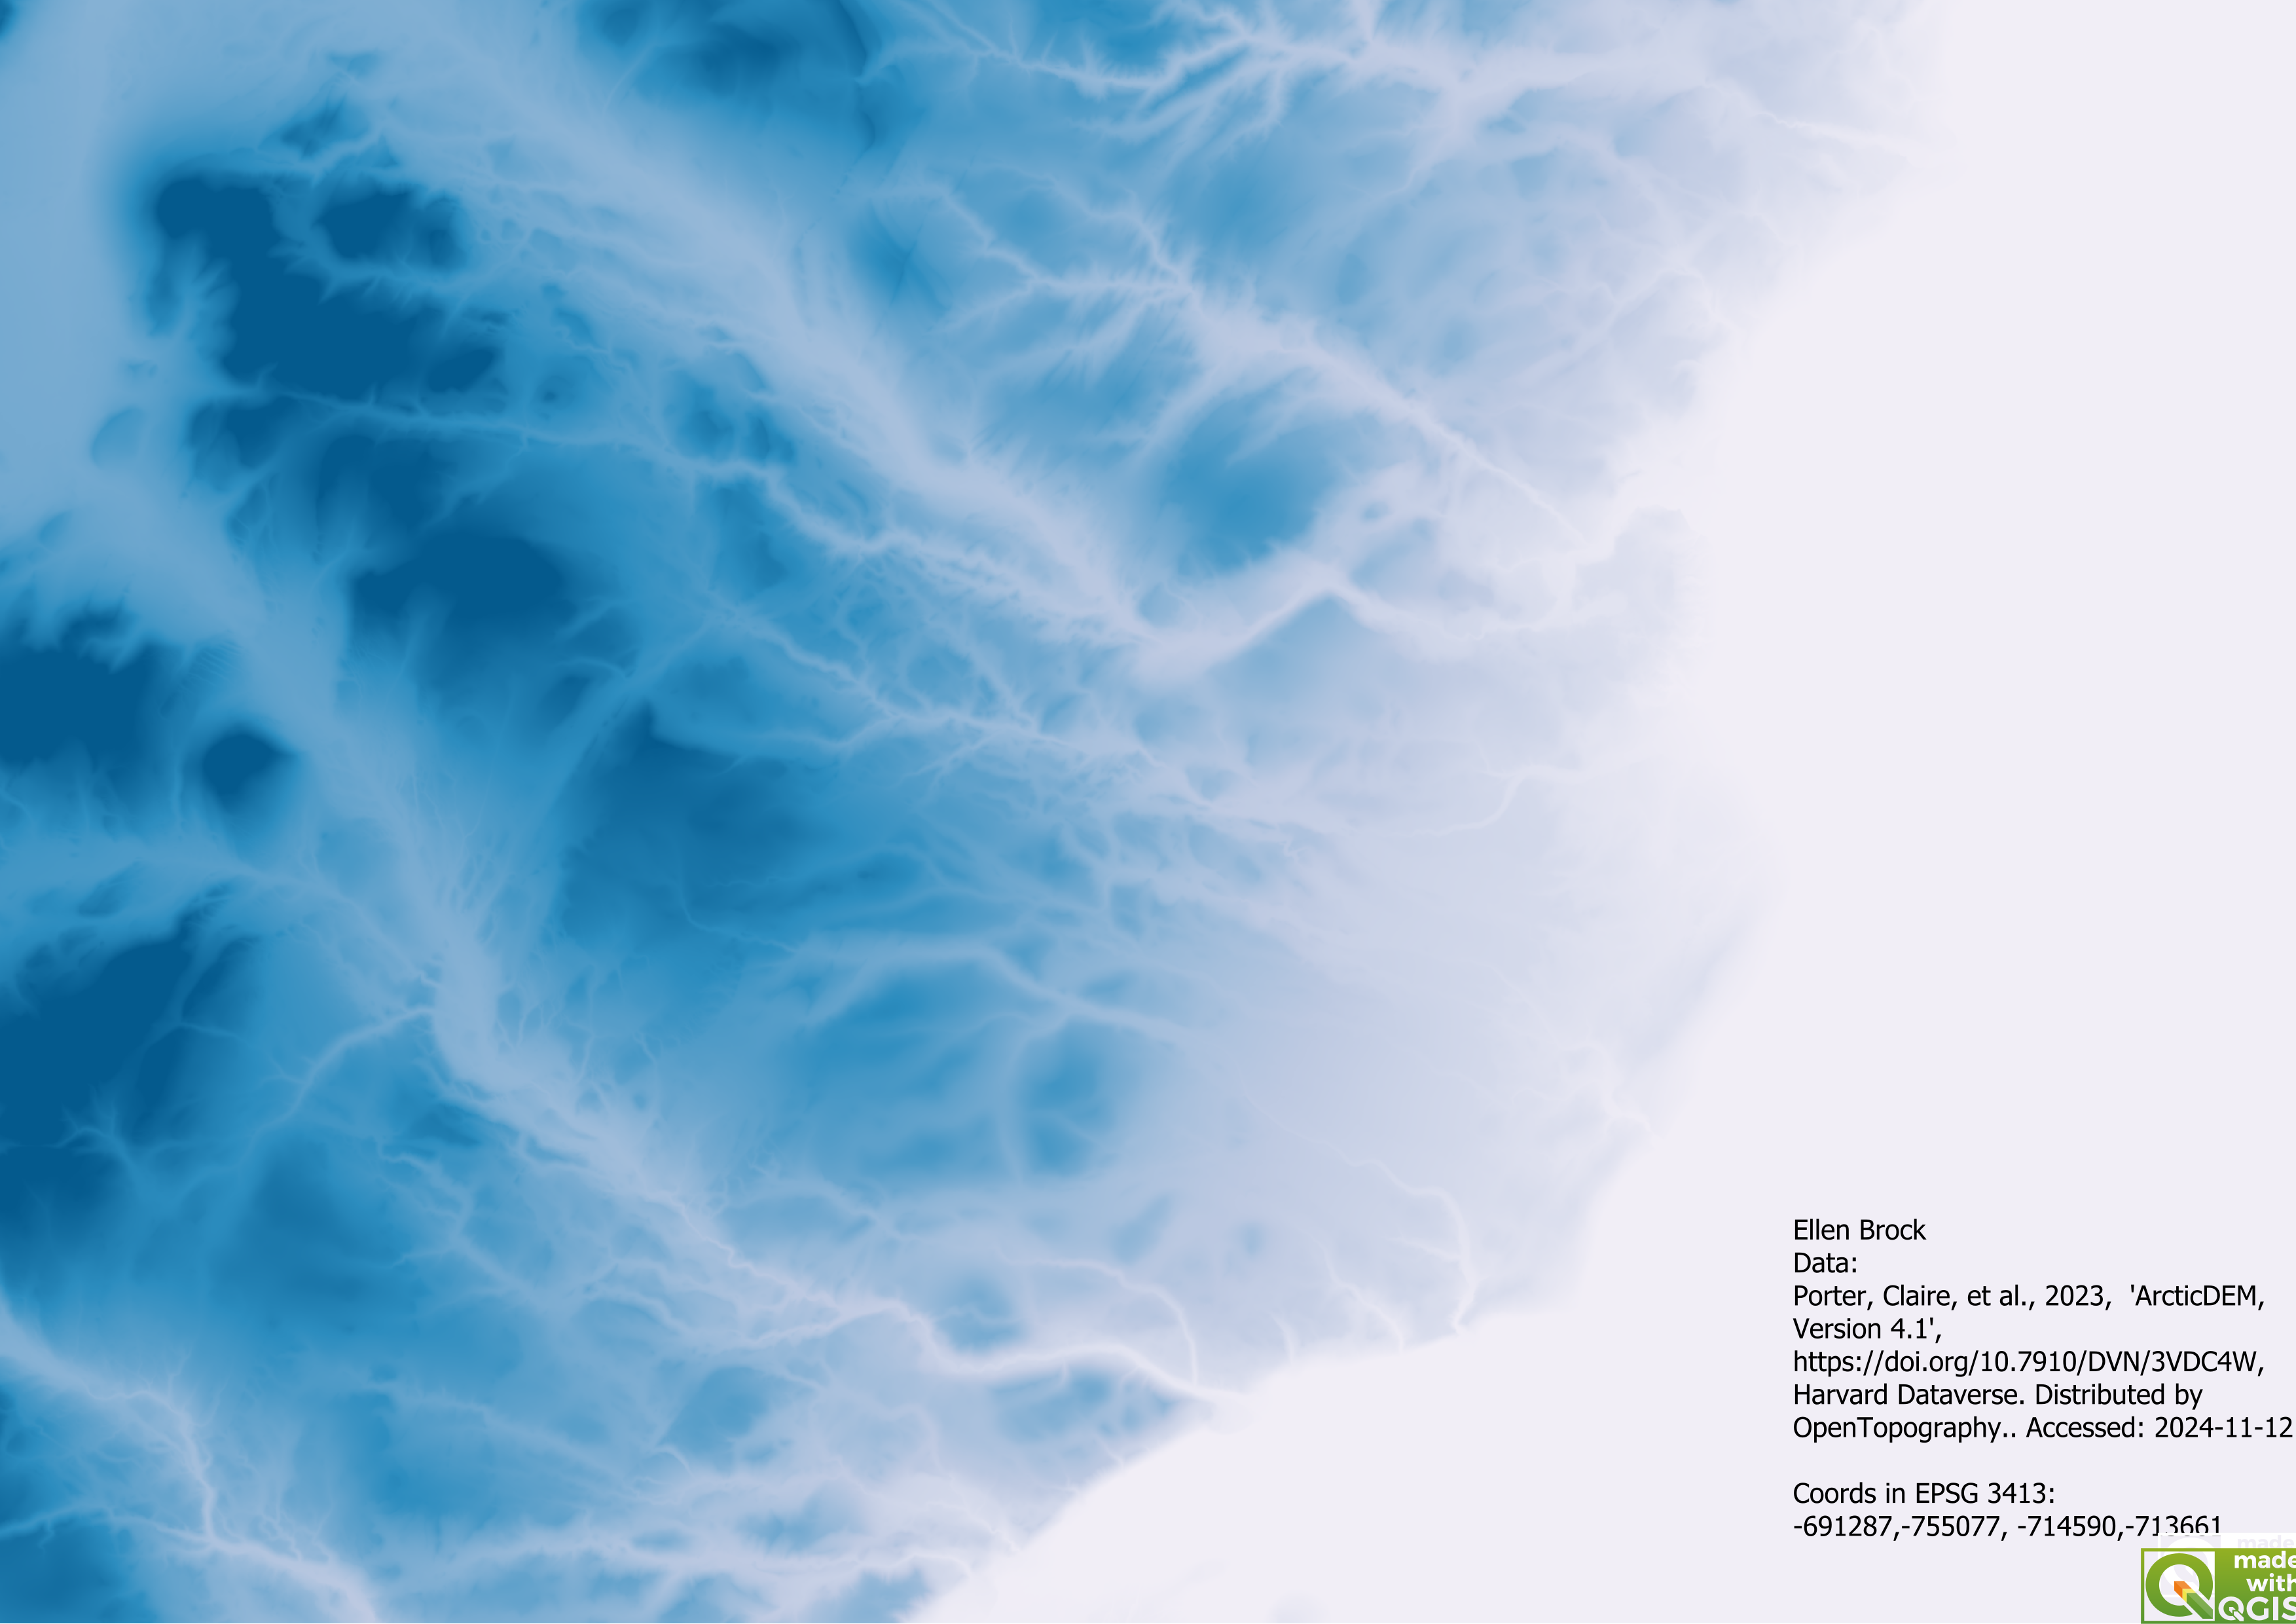 Ellen Brock
Data:
Porter, Claire, et al., 2023,  'ArcticDEM,
Version 4.1',
https://doi.org/10.7910/DVN/3VDC4W,
Harvard Dataverse. Distributed by
OpenTopography.. Accessed: 2024-11-12
Coords in EPSG 3413:
-691287,-755077, -714590,-713661
made
with
QGIS